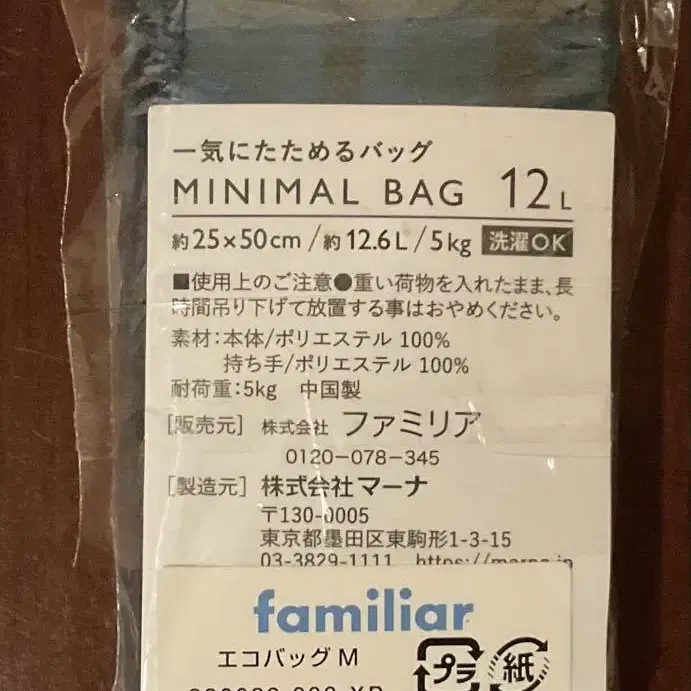 一気にたためるバッグ
MINIMAL BAG 12L
約25×50cm/約12.6L/5kg 洗濯OK
■使用上のご注意●重い荷物を入れたまま、長
時間吊り下げて放置する事はおやめください。
素材:本体/ポリエステル 100%
持ち手/ポリエステル 100%
耐荷重:5kg 中国製
[販売元] 株式会社 ファミリア
0120-078-345
[製造元] 株式会社マーナ
〒130-0005
東京都墨田区東駒形1-3-15
03-3829-1111 https://marna.jp
familiar
エコバッグM
プラ 紙